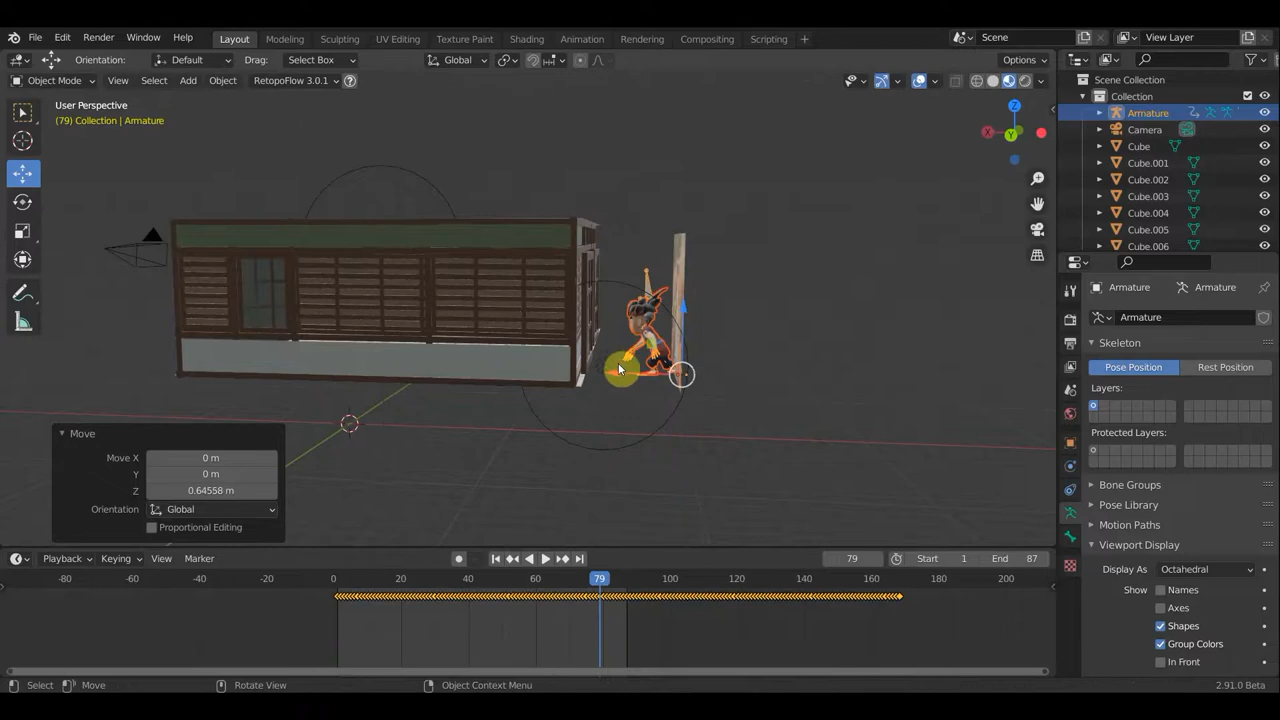 File Edit Render Window Help Layout Modeling Sculpting UV Editing Texture Paint Shading Animation Rendering Compositing Scripting + Scene View Layer
Orientation: Default Drag: Select Box Global Options
Object Mode View Select Add Object RetopoFlow 3.0.1 ?
User Perspective
(79) Collection | Armature
Z
X
Y
Scene Collection
Collection
Armature
Camera
Cube
Cube.001
Cube.002
Cube.003
Cube.004
Cube.005
Cube.006
Armature Armature
Armature
Skeleton
Pose Position Rest Position
Layers:
Protected Layers:
Bone Groups
Pose Library
Motion Paths
Viewport Display
Display As Octahedral
Show Names
Axes
Shapes
Group Colors
In Front
Move
Move X 0 m
Y 0 m
Z 0.64558 m
Orientation Global
Proportional Editing
Playback Keying View Marker 79 Start 1 End 87
-80 -60 -40 -20 0 20 40 60 79 100 120 140 160 180 200
Select Move Rotate View Object Context Menu 2.91.0 Beta